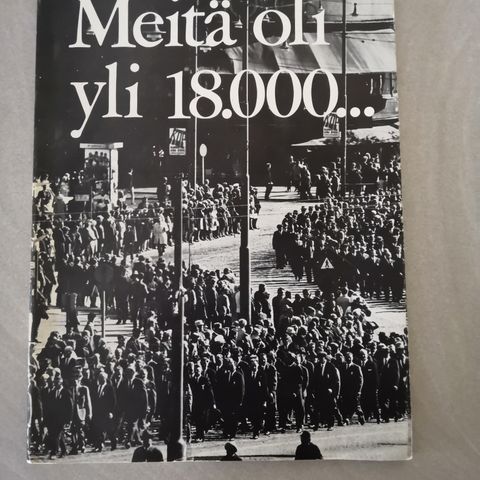 Meitä oli
yli 18.000...